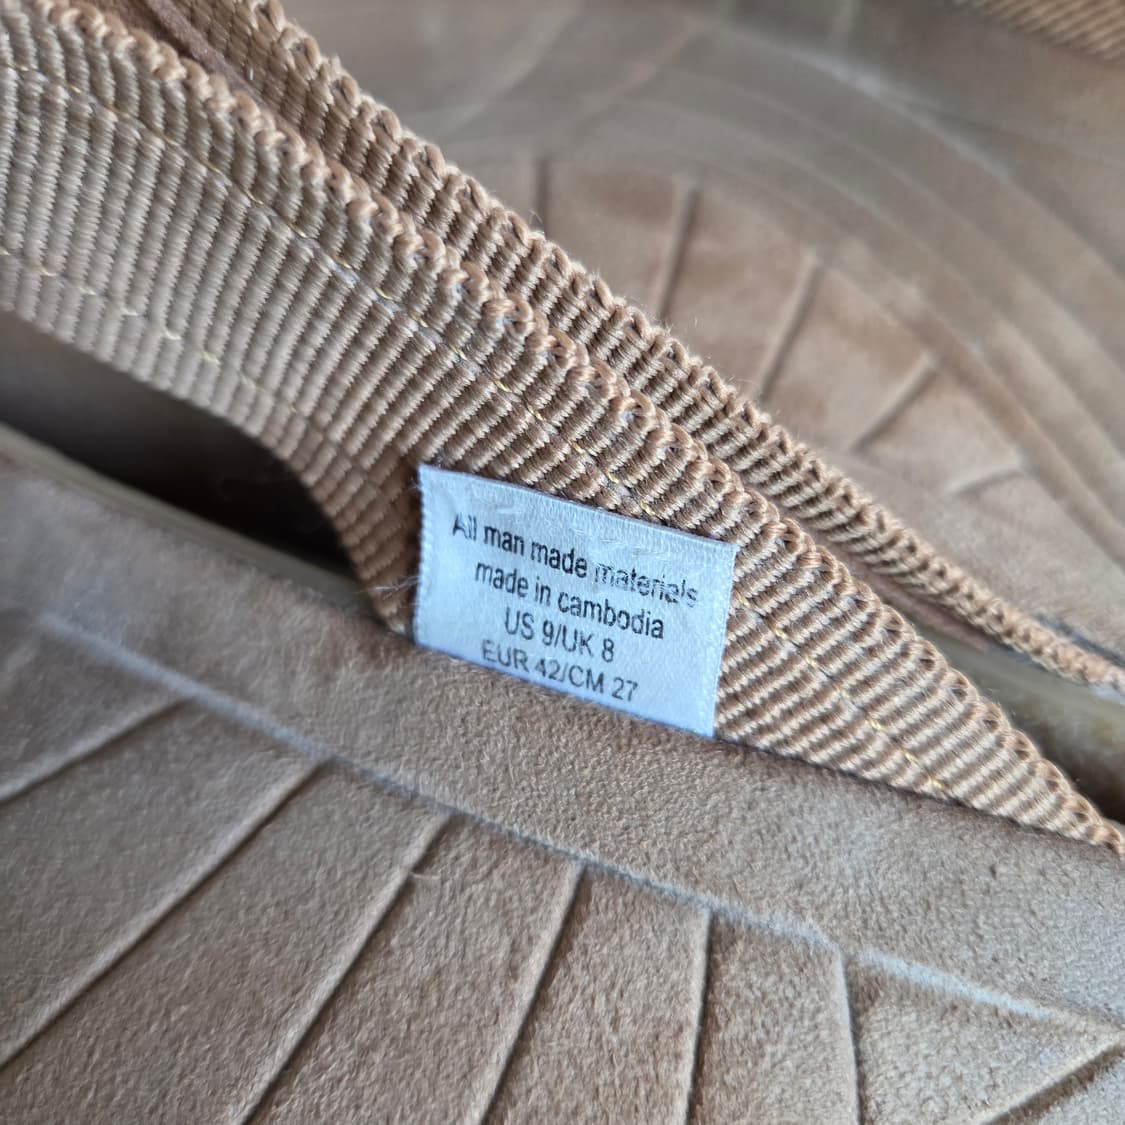 All man made materials
made in cambodia
US 9/UK 8
EUR 42/CM 27